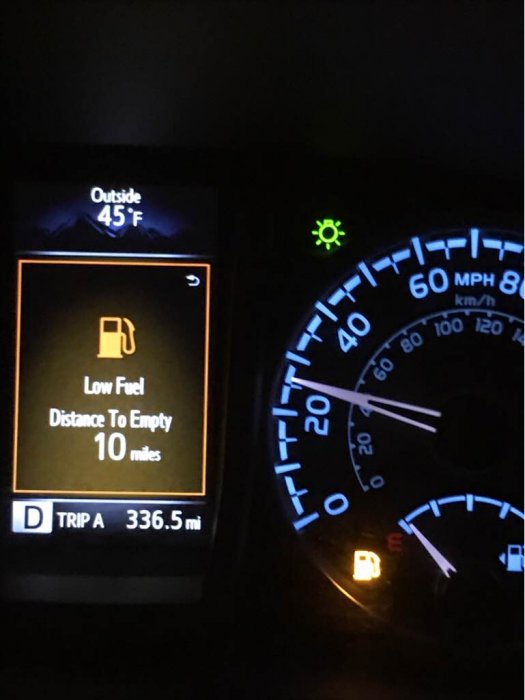 Outside
45°F
Low Fuel
Distance To Empty
10 miles
D TRIP A 336.5 mi
0
20
40
60 MPH
km/h
0
20
60
80
100
120
E